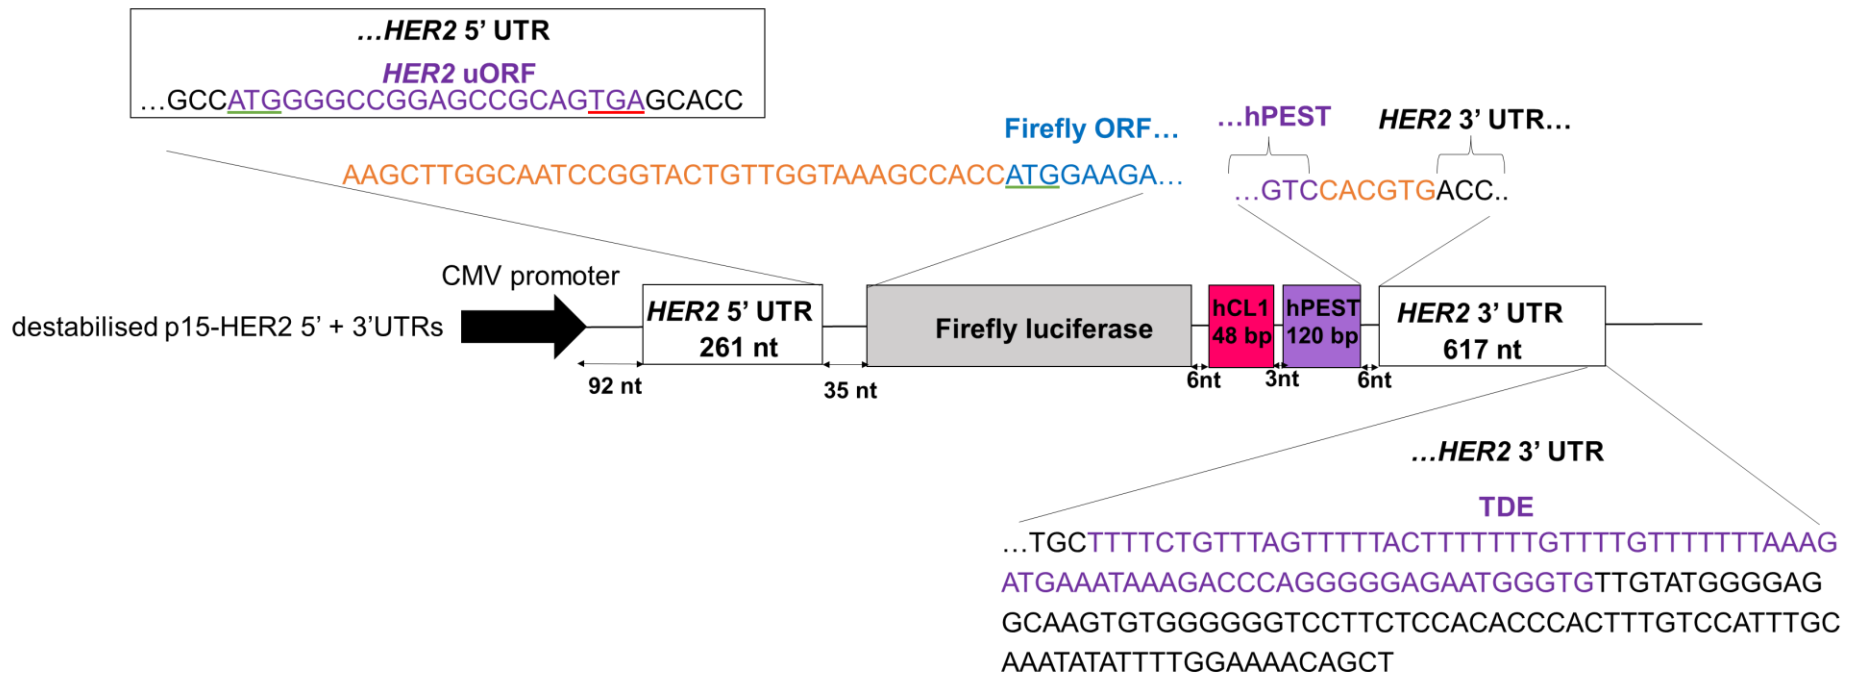 ...HER2 5’ UTR
HER2 uORF
...GCCATGGGGCCGGAGCCGCAGTGAGCACC
Firefly ORF...
...hPEST
HER2 3’ UTR...
AAGCTTGGCAATCCGGTACTGTTGGTAAAGCCACCATGGAAGA...
...GTCCACGTGACC..
CMV promoter
destabilised p15-HER2 5’ + 3’UTRs
HER2 5’ UTR
261 nt
Firefly luciferase
hCL1
48 bp
hPEST
120 bp
HER2 3’ UTR
617 nt
92 nt
35 nt
6nt
3nt
6nt
...HER2 3’ UTR
TDE
...TGCTTTTCTGTTTAGTTTTTACTTTTTTTGTTTTGTTTTTTTAAAG
ATGAAATAAAGACCCAGGGGGAGAATGGGTGTTGTATGGGGAG
GCAAGTGTGGGGGGTCCTTCTCCACACCCACTTTGTCCATTTGC
AAATATATTTTGGAAAACAGCT